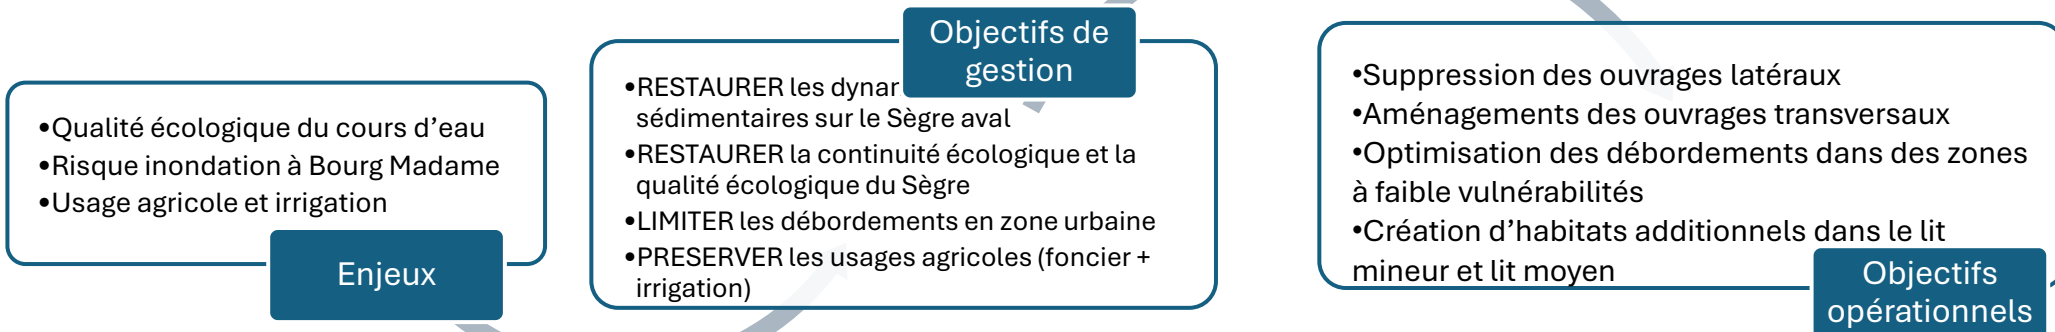 •Qualité écologique du cours d’eau
•Risque inondation à Bourg Madame
•Usage agricole et irrigation
Enjeux
Objectifs de
gestion
•RESTAURER les
sédimentaires sur le Sègre aval
•RESTAURER la continuité écologique et la
qualité écologique du Sègre
•LIMITER les débordements en zone urbaine
•PRESERVER les usages agricoles (foncier +
irrigation)
•Suppression des ouvrages latéraux
•Aménagements des ouvrages transversaux
•Optimisation des débordements dans des zones
à faible vulnérabilités
•Création d’habitats additionnels dans le lit
mineur et lit moyen
Objectifs
opérationnels